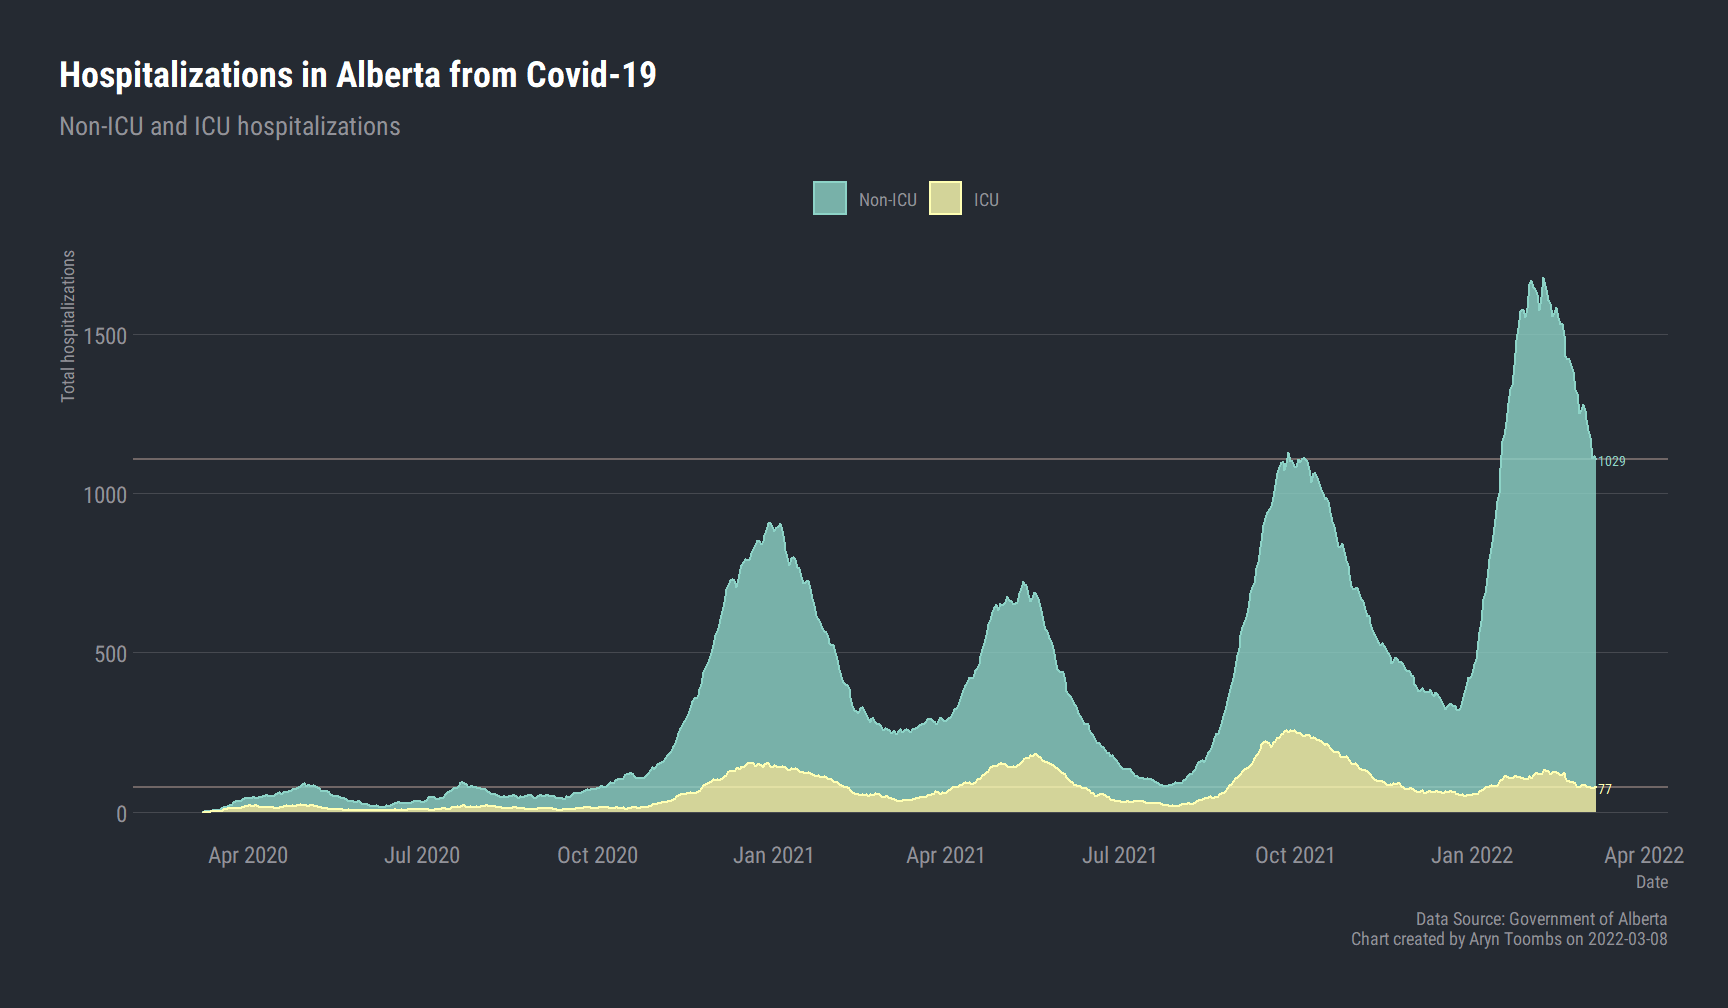 Hospitalizations in Alberta from Covid-19
Non-ICU and ICU hospitalizations
Non-ICU
ICU
Total hospitalizations
1500
1000
500
0
1029
77
Apr 2020
Jul 2020
Oct 2020
Jan 2021
Apr 2021
Jul 2021
Oct 2021
Jan 2022
Apr 2022
Date
Data Source: Government of Alberta
Chart created by Aryn Toombs on 2022-03-08